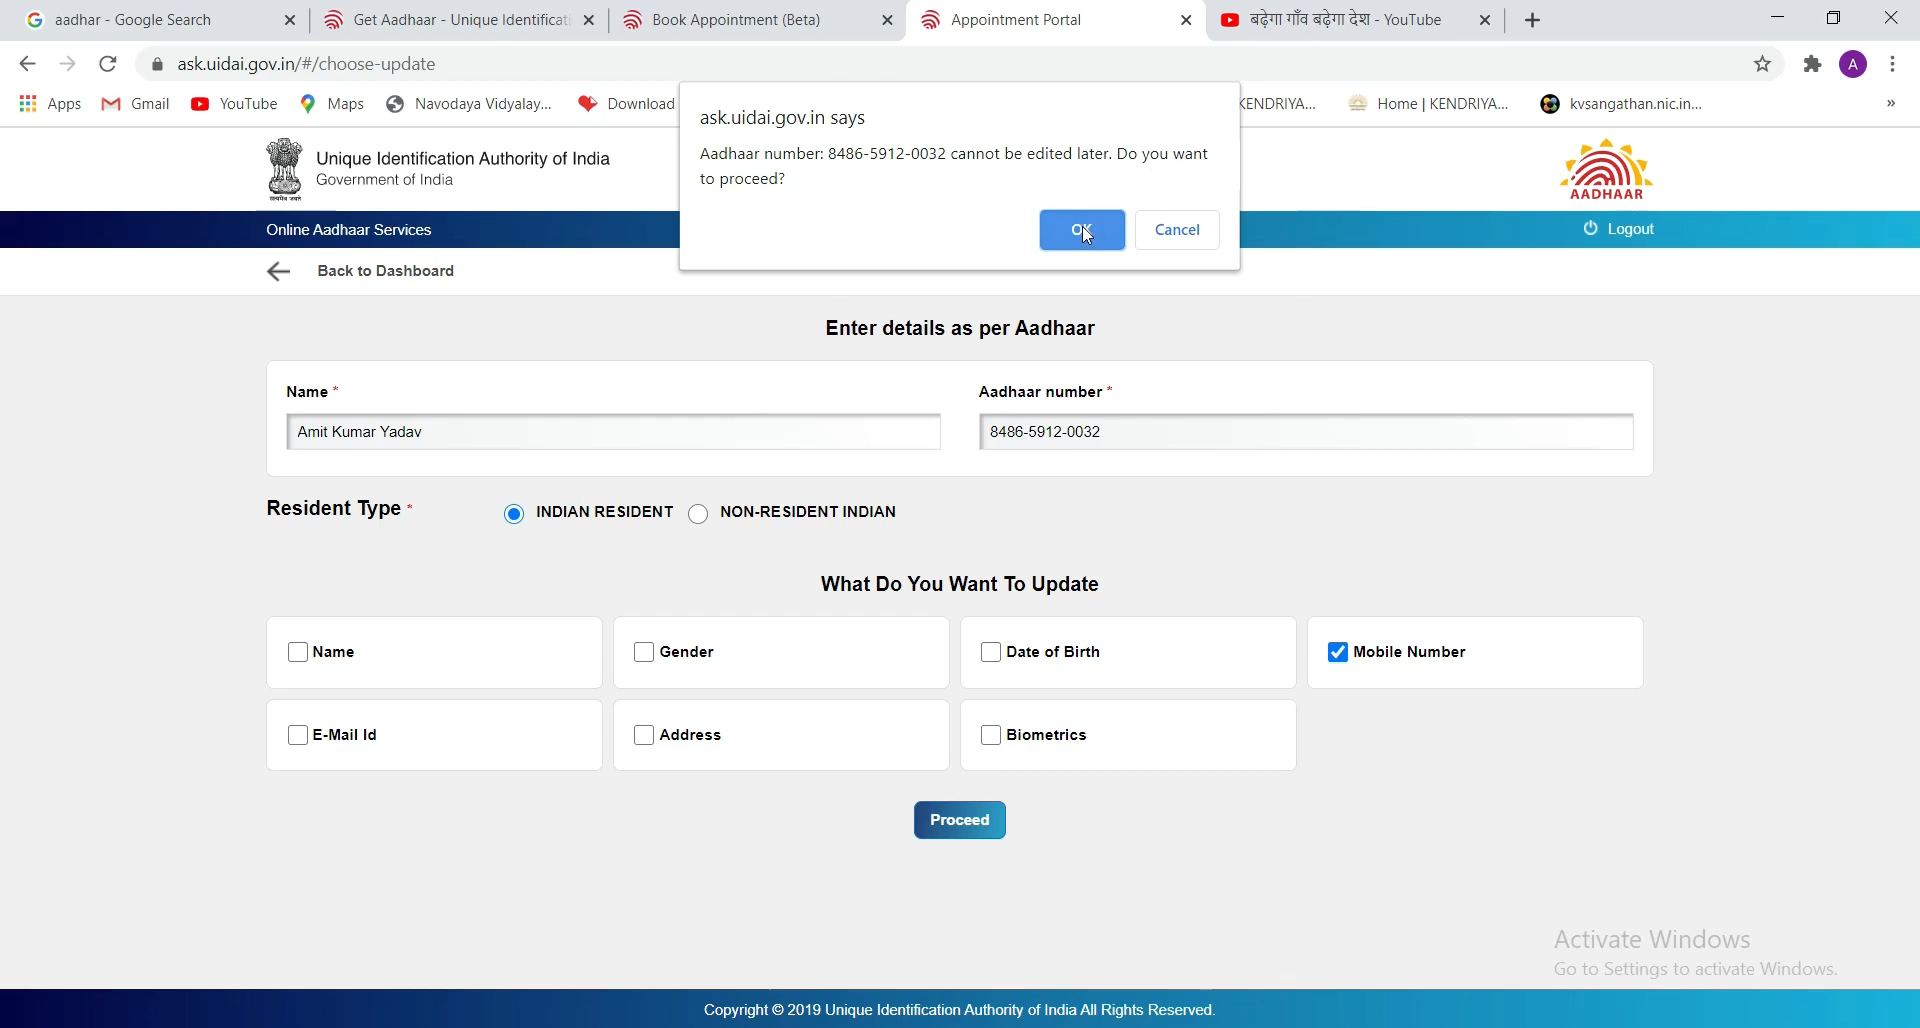 aadhar - Google Search
Get Aadhaar - Unique Identificati
Book Appointment (Beta)
Appointment Portal
बढ़ेगा गाँव बढ़ेगा देश - YouTube
ask.uidai.gov.in/#/choose-update
A
Apps
Gmail
YouTube
Maps
Navodaya Vidyalay...
Download
KENDRIYA...
Home | KENDRIYA...
kvsangathan.nic.in...
»
ask.uidai.gov.in says
Aadhaar number: 8486-5912-0032 cannot be edited later. Do you want
to proceed?
OK
Cancel
सत्यमेव जयते
Unique Identification Authority of India
Government of India
AADHAAR
Online Aadhaar Services
Logout
Back to Dashboard
Enter details as per Aadhaar
Name *
Aadhaar number *
Amit Kumar Yadav
8486-5912-0032
Resident Type *
INDIAN RESIDENT
NON-RESIDENT INDIAN
What Do You Want To Update
Name
Gender
Date of Birth
Mobile Number
E-Mail Id
Address
Biometrics
Proceed
Activate Windows
Go to Settings to activate Windows.
Copyright © 2019 Unique Identification Authority of India All Rights Reserved.